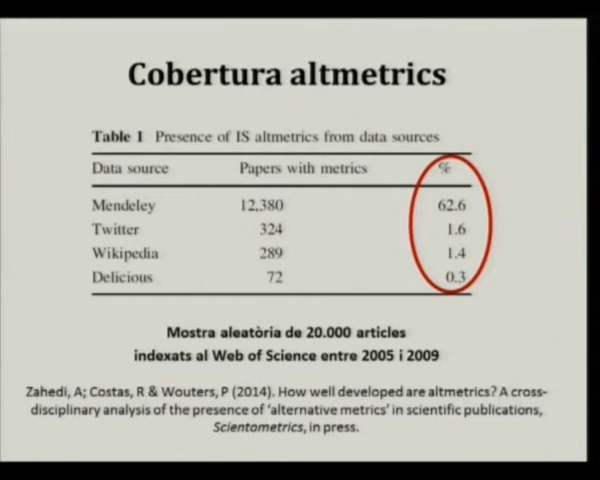 Cobertura altmetrics
Table 1 Presence of IS altmetrics from data sources
Data source Papers with metrics %
Mendeley 12,380 62.6
Twitter 324 1.6
Wikipedia 289 1.4
Delicious 72 0.3
Mostra aleatòria de 20.000 articles
indexats al Web of Science entre 2005 i 2009
Zahedi, A; Costas, R & Wouters, P (2014). How well developed are altmetrics? A cross-
disciplinary analysis of the presence of 'alternative metrics' in scientific publications,
Scientometrics, in press.